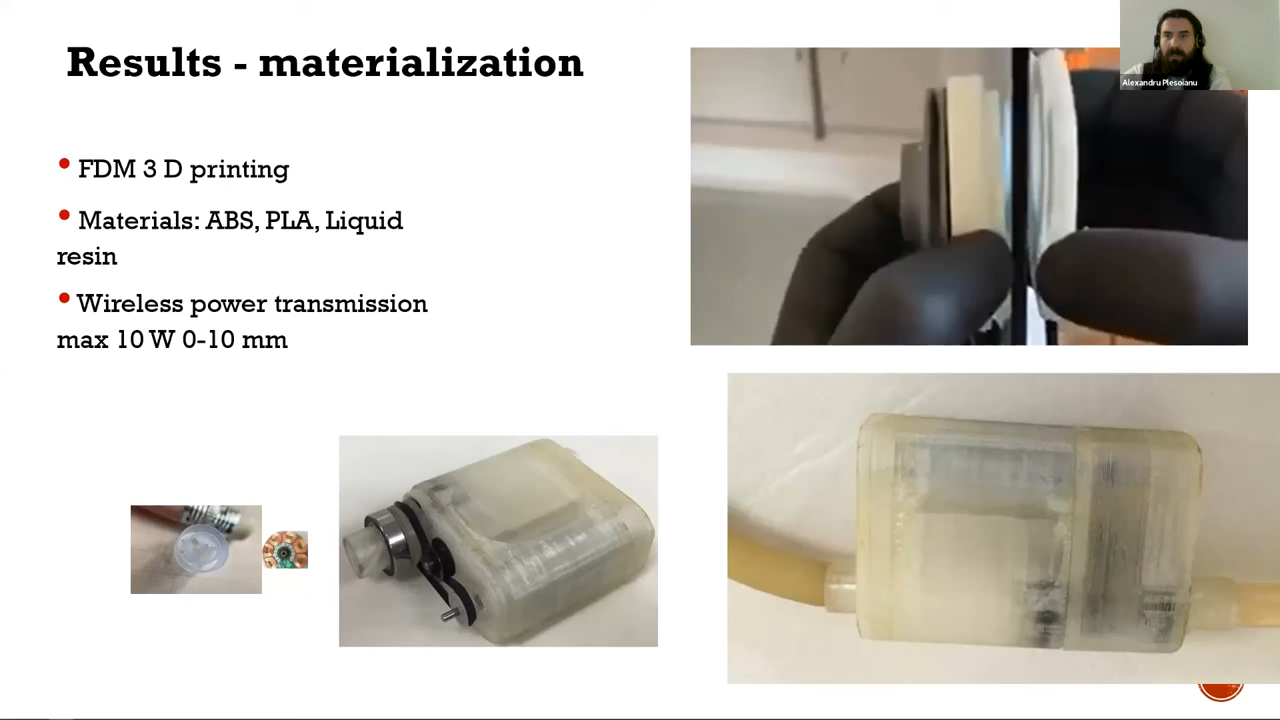 Results - materialization
Alexandru Plesoianu
• FDM 3 D printing
• Materials: ABS, PLA, Liquid
resin
• Wireless power transmission
max 10 W 0-10 mm